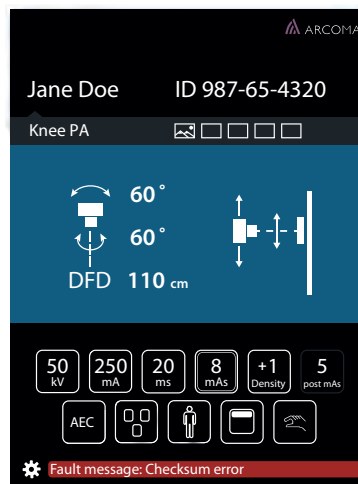 ARCOMA
Jane Doe ID 987-65-4320
Knee PA
60°
60°
DFD 110 cm
50 kV 250 mA 20 ms 8 mAs +1 Density 5 post mAs
AEC
Fault message: Checksum error